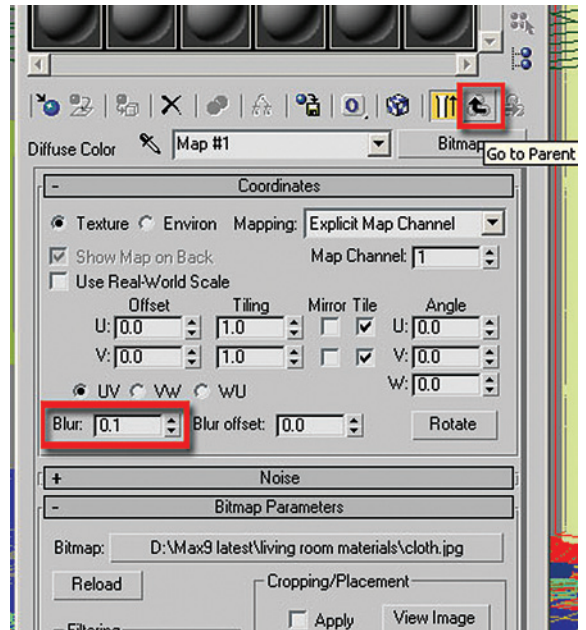 Diffuse Color Map #1 Bitmap
Go to Parent
- Coordinates
Texture Environ Mapping: Explicit Map Channel
Show Map on Back Map Channel: 1
Use Real-World Scale
Offset Tiling Mirror Tile Angle
U: 0.0 1.0 U: 0.0
V: 0.0 1.0 V: 0.0
UV VW WU W: 0.0
Blur: 0.1 Blur offset: 0.0 Rotate
+ Noise
- Bitmap Parameters
Bitmap: D:\Max9 latest\living room materials\cloth.jpg
Reload Cropping/Placement
Apply View Image
Filtering